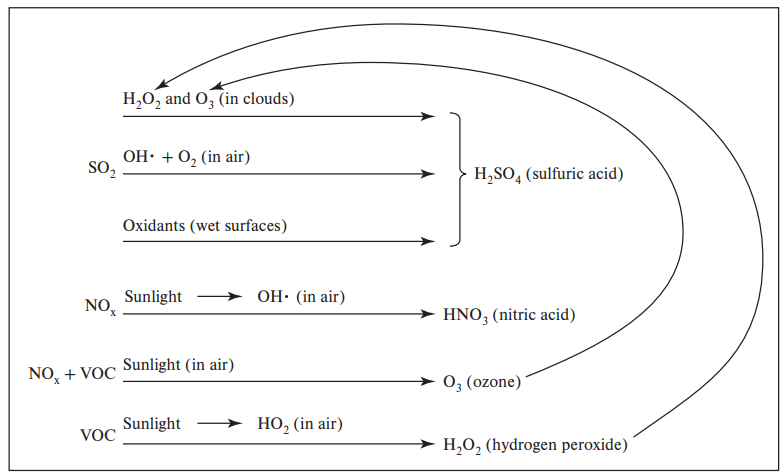 H₂O₂ and O₃ (in clouds)
SO₂ OH· + O₂ (in air)
H₂SO₄ (sulfuric acid)
Oxidants (wet surfaces)
NOₓ Sunlight ⟶ OH· (in air)
HNO₃ (nitric acid)
NOₓ + VOC Sunlight (in air)
O₃ (ozone)
VOC Sunlight ⟶ HO₂ (in air)
H₂O₂ (hydrogen peroxide)